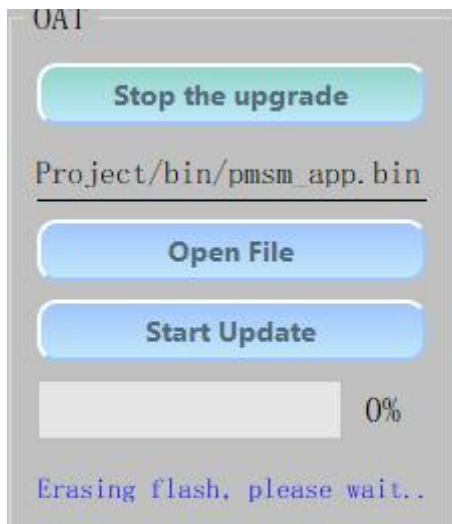 OAT
Stop the upgrade
Project/bin/pmsm_app.bin
Open File
Start Update
0%
Erasing flash, please wait..